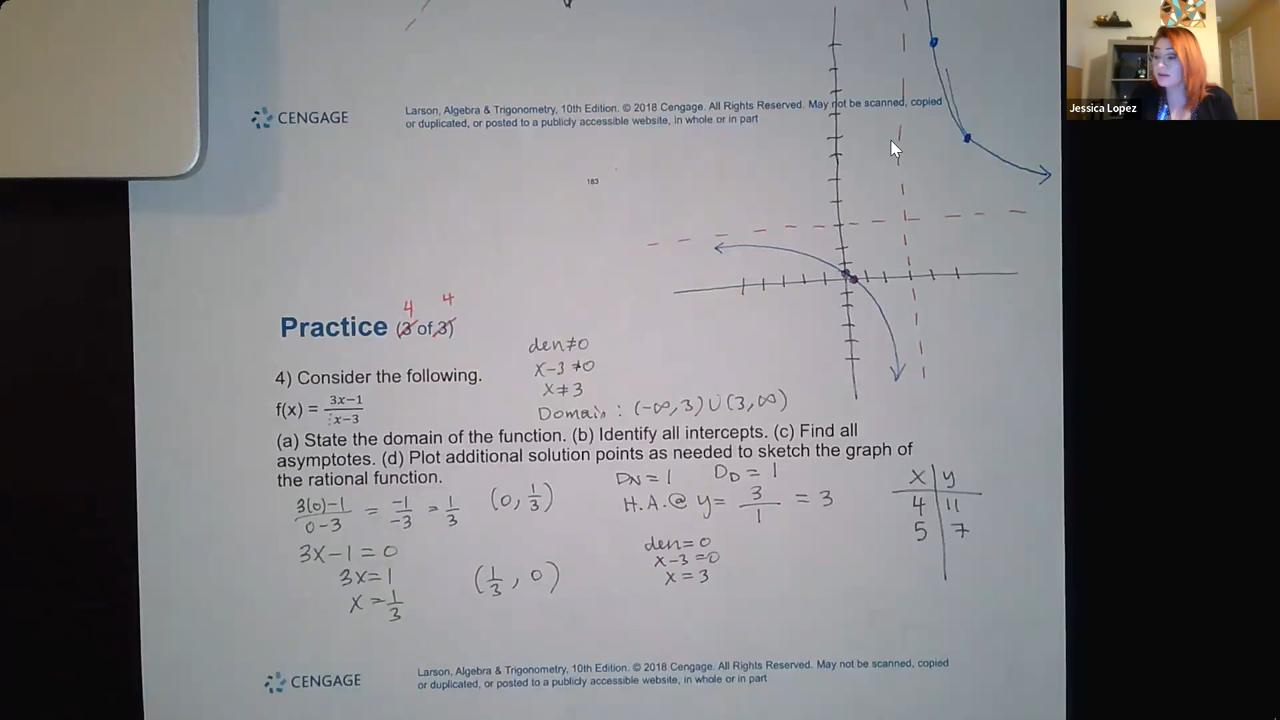 CENGAGE
Larson, Algebra & Trigonometry, 10th Edition. © 2018 Cengage. All Rights Reserved. May not be scanned, copied
or duplicated, or posted to a publicly accessible website, in whole or in part
Jessica Lopez
183
4 4
Practice (3 of 3)
den≠0
x-3≠0
x≠3
4) Consider the following.
f(x) = 3x-1/x-3
Domain: (-∞,3)∪(3,∞)
(a) State the domain of the function. (b) Identify all intercepts. (c) Find all
asymptotes. (d) Plot additional solution points as needed to sketch the graph of
the rational function.
3(0)-1/0-3 = -1/-3 = 1/3 (0, 1/3)
3x-1=0
3x=1
x=1/3
(1/3, 0)
DN=1 DD=1
H.A.@ y= 3/1 = 3
den=0
x-3=0
x=3
x y
4 11
5 7
CENGAGE
Larson, Algebra & Trigonometry, 10th Edition. © 2018 Cengage. All Rights Reserved. May not be scanned, copied
or duplicated, or posted to a publicly accessible website, in whole or in part